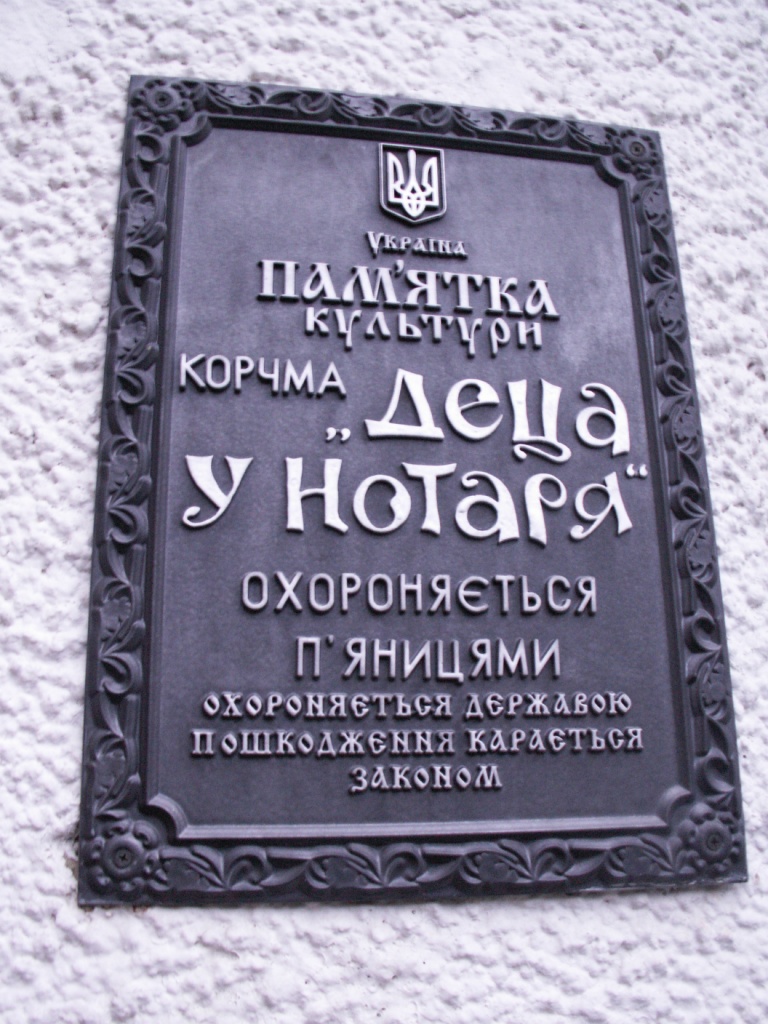 Україна
ПАМ'ЯТКА
культури
КОРЧМА „Деца
у Нотаря“
ОХОРОНЯЄТЬСЯ
П'ЯНИЦЯМИ
ОХОРОНЯЄТЬСЯ ДЕРЖАВОЮ
ПОШКОДЖЕННЯ КАРАЄТЬСЯ
ЗАКОНОМ